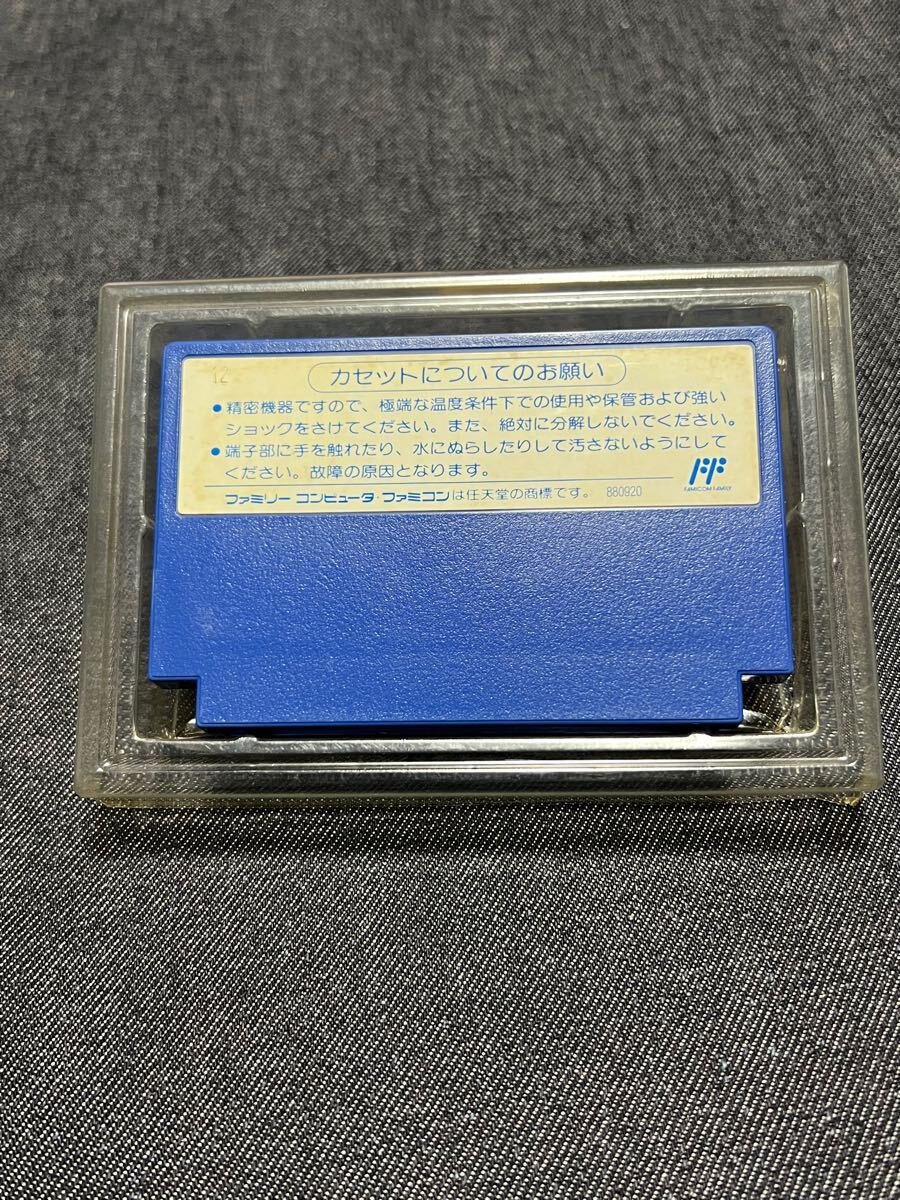 12
カセットについてのお願い
●精密機器ですので、極端な温度条件下での使用や保管および強い
ショックをさけてください。また、絶対に分解しないでください。
●端子部に手を触れたり、水にぬらしたりして汚さないようにして
ください。故障の原因となります。
FAMICOM FAMILY
ファミリーコンピュータ・ファミコンは任天堂の商標です。 880920